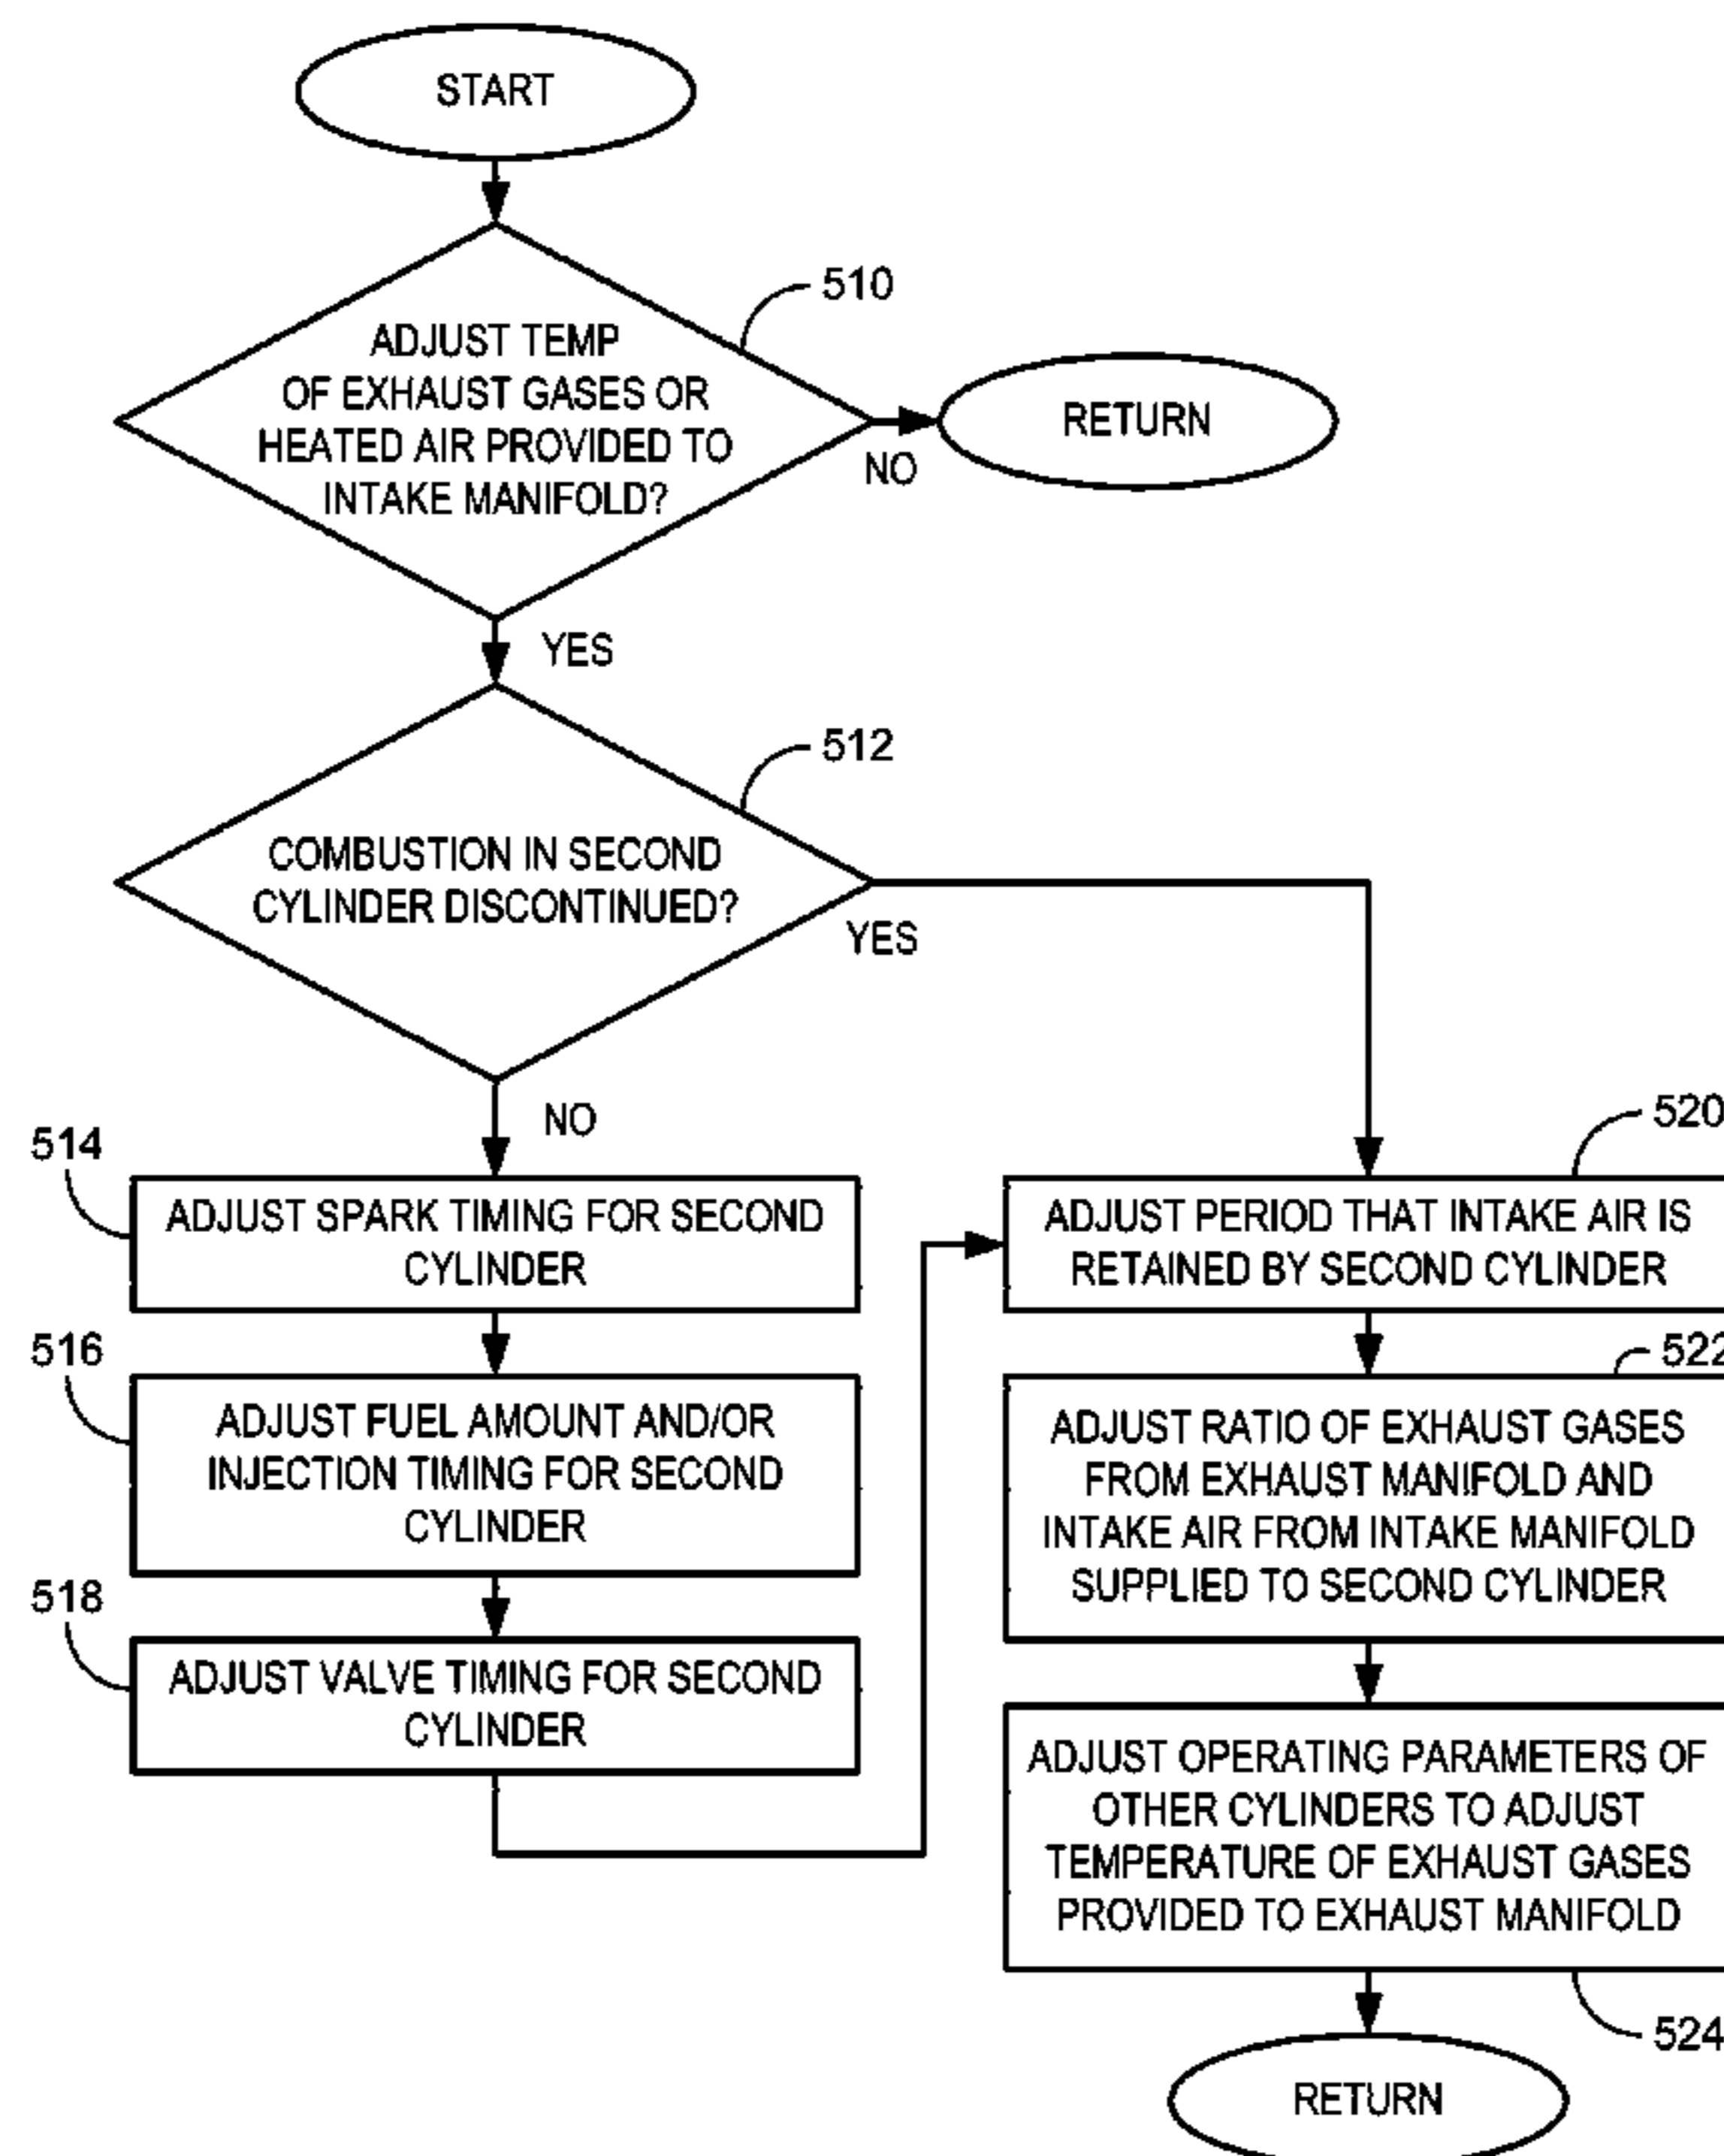 START
510
ADJUST TEMP
OF EXHAUST GASES OR
HEATED AIR PROVIDED TO
INTAKE MANIFOLD?
RETURN
NO
YES
512
COMBUSTION IN SECOND
CYLINDER DISCONTINUED?
YES
NO
514
ADJUST SPARK TIMING FOR SECOND
CYLINDER
516
ADJUST FUEL AMOUNT AND/OR
INJECTION TIMING FOR SECOND
CYLINDER
518
ADJUST VALVE TIMING FOR SECOND
CYLINDER
520
ADJUST PERIOD THAT INTAKE AIR IS
RETAINED BY SECOND CYLINDER
522
ADJUST RATIO OF EXHAUST GASES
FROM EXHAUST MANIFOLD AND
INTAKE AIR FROM INTAKE MANIFOLD
SUPPLIED TO SECOND CYLINDER
ADJUST OPERATING PARAMETERS OF
OTHER CYLINDERS TO ADJUST
TEMPERATURE OF EXHAUST GASES
PROVIDED TO EXHAUST MANIFOLD
524
RETURN